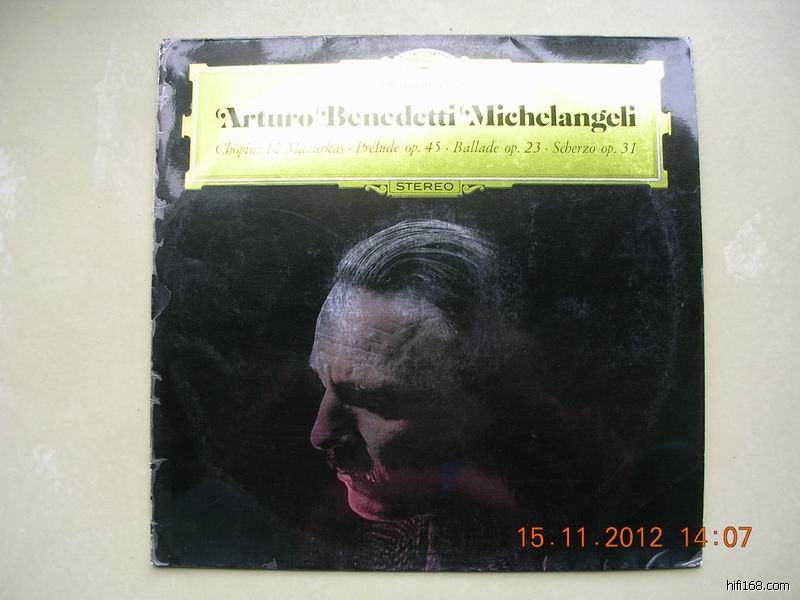 Arturo Benedetti Michelangeli
Chopin: 10 Mazurkas · Prélude op. 45 · Ballade op. 23 · Scherzo op. 31
STEREO
15.11.2012 14:07
hifi168.com